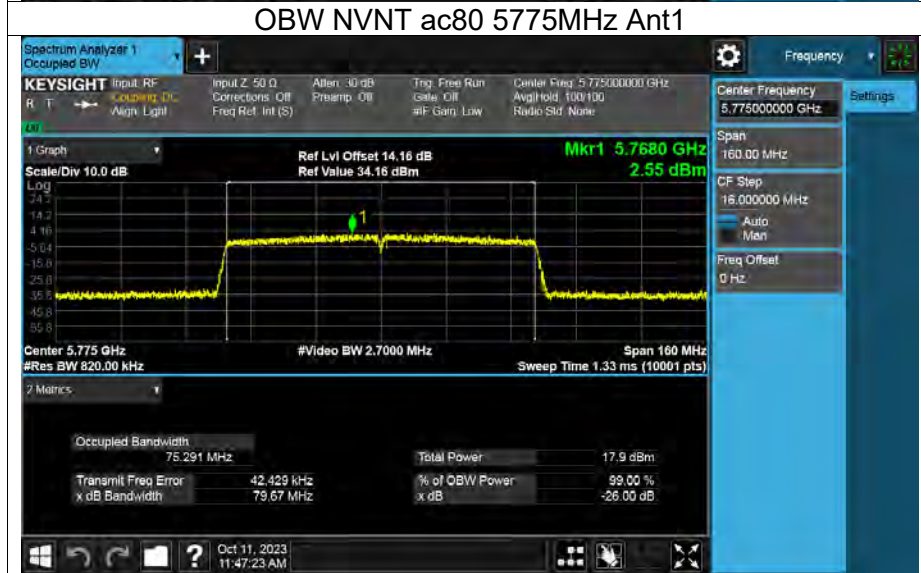 OBW NVNT ac80 5775MHz Ant1
Spectrum Analyzer 1
Occupied BW
+
Frequency
KEYSIGHT Input: RF
R T
Coupling: DC
Align: Light
Input Z: 50 Ω
Corrections: Off
Freq Ref: Int (S)
Atten: 30 dB
Preamp: Off
Trig: Free Run
Gate: Off
#IF Gain: Low
Center Freq: 5.775000000 GHz
Avg|Hold: 100/100
Radio Std: None
Center Frequency
5.775000000 GHz
Settings
Span
160.00 MHz
CF Step
16.000000 MHz
Auto
Man
Freq Offset
0 Hz
1 Graph
Scale/Div 10.0 dB
Ref Lvl Offset 14.16 dB
Ref Value 34.16 dBm
Mkr1 5.7680 GHz
2.55 dBm
Log
24.2
14.2
4.16
-5.84
-15.8
-25.8
-35.8
-45.8
-55.8
1
Center 5.775 GHz
#Video BW 2.7000 MHz
Span 160 MHz
#Res BW 820.00 kHz
Sweep Time 1.33 ms (10001 pts)
2 Metrics
Occupied Bandwidth
75.291 MHz
Total Power 17.9 dBm
Transmit Freq Error 42.429 kHz
% of OBW Power 99.00 %
x dB Bandwidth 79.67 MHz
x dB -26.00 dB
?
Oct 11, 2023
11:47:23 AM